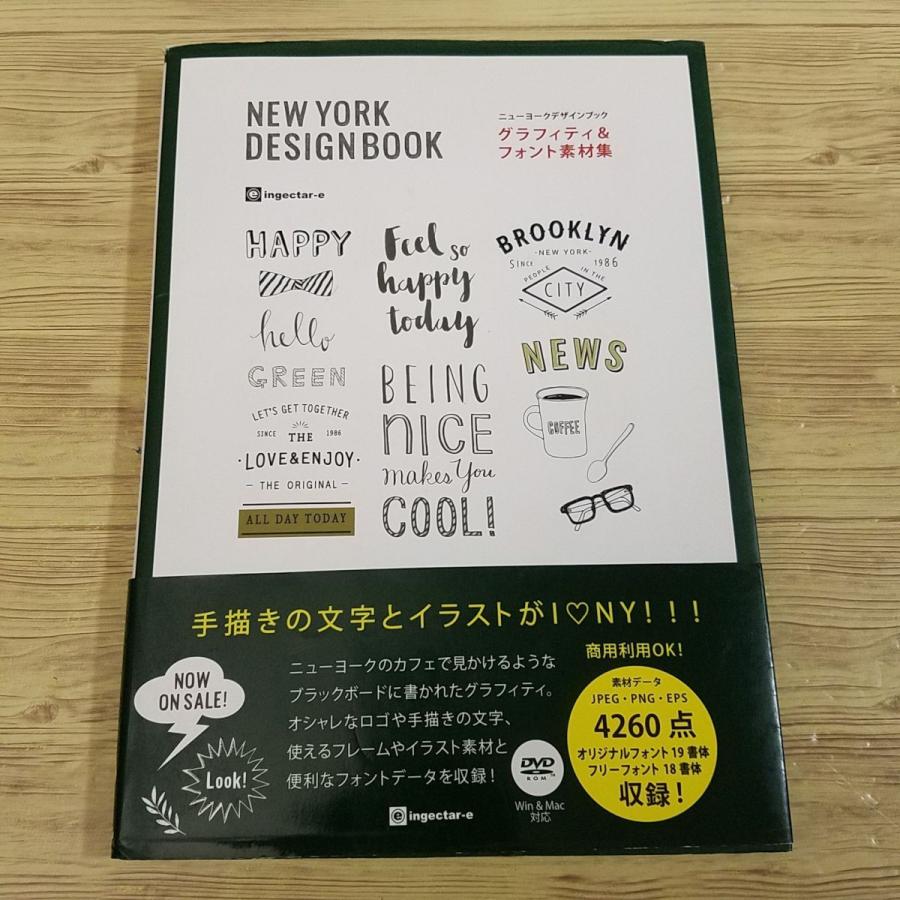 NEW YORK
DESIGN BOOK
ニューヨークデザインブック
グラフィティ&
フォント素材集
e ingectar-e
HAPPY
hello
GREEN
LET'S GET TOGETHER
SINCE THE 1986
·LOVE&ENJOY·
– THE ORIGINAL –
ALL DAY TODAY
Feel so
happy
today
BEING
NICE
makes You
COOL!
BROOKLYN
-NEW YORK-
SINCE 1986
PEOPLE IN THE
CITY
NEWS
COFFEE
手描きの文字とイラストがI♡NY!!!
NOW
ON SALE!
Look!
ニューヨークのカフェで見かけるような
ブラックボードに書かれたグラフィティ。
オシャレなロゴや手描きの文字、
使えるフレームやイラスト素材と
便利なフォントデータを収録!
e ingectar-e
DVD
ROM
Win & Mac
対応
商用利用OK!
素材データ
JPEG・PNG・EPS
4260点
オリジナルフォント19書体
フリーフォント18書体
収録!